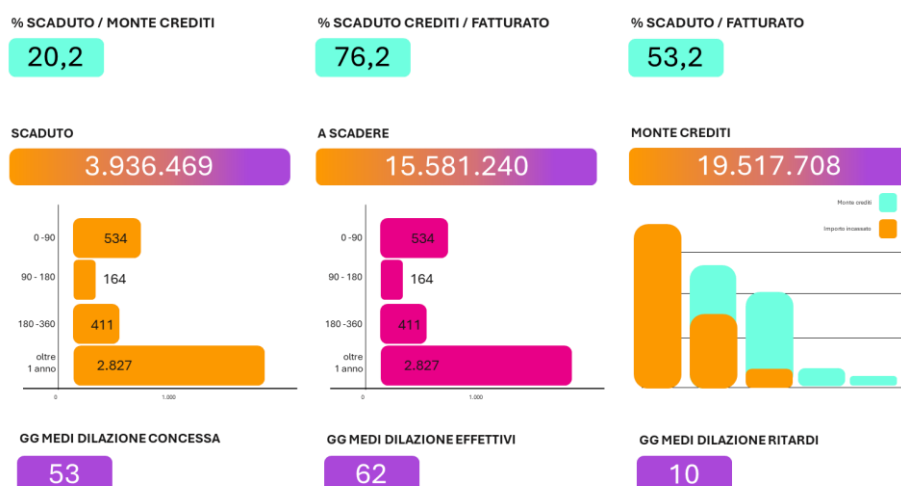 % SCADUTO / MONTE CREDITI
20,2
% SCADUTO CREDITI / FATTURATO
76,2
% SCADUTO / FATTURATO
53,2
SCADUTO
3.936.469
A SCADERE
15.581.240
MONTE CREDITI
19.517.708
0 -90
534
90 - 180
164
180 -360
411
oltre
1 anno
2.827
0
1.000
0 -90
534
90 - 180
164
180 -360
411
oltre
1 anno
2.827
0
1.000
Monte crediti
Importo incassato
GG MEDI DILAZIONE CONCESSA
53
GG MEDI DILAZIONE EFFETTIVI
62
GG MEDI DILAZIONE RITARDI
10